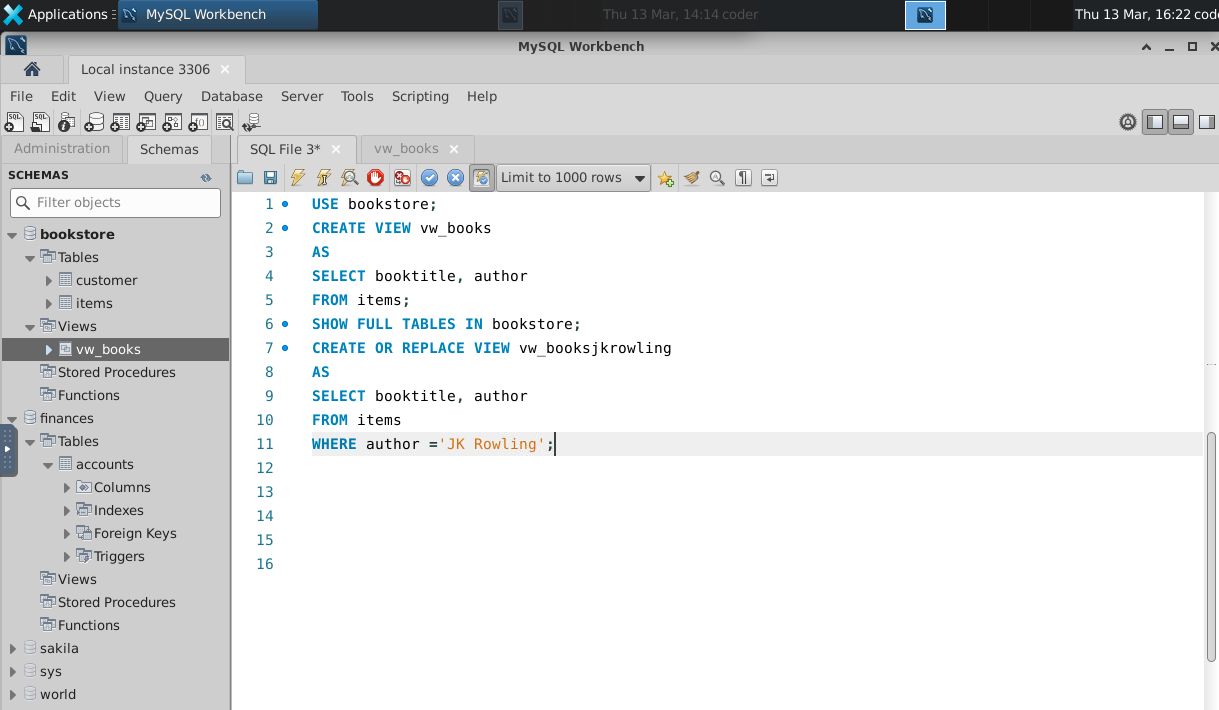 Applications MySQL Workbench Thu 13 Mar, 14:14 coder Thu 13 Mar, 16:22
MySQL Workbench
Local instance 3306
File Edit View Query Database Server Tools Scripting Help
Administration Schemas SQL File 3* vw_books
SCHEMAS
Limit to 1000 rows
Filter objects
bookstore
Tables
customer
items
Views
vw_books
Stored Procedures
Functions
finances
Tables
accounts
Columns
Indexes
Foreign Keys
Triggers
Views
Stored Procedures
Functions
sakila
sys
world
1 USE bookstore;
2 CREATE VIEW vw_books
3 AS
4 SELECT booktitle, author
5 FROM items;
6 SHOW FULL TABLES IN bookstore;
7 CREATE OR REPLACE VIEW vw_booksjkrowling
8 AS
9 SELECT booktitle, author
10 FROM items
11 WHERE author ='JK Rowling';
12
13
14
15
16